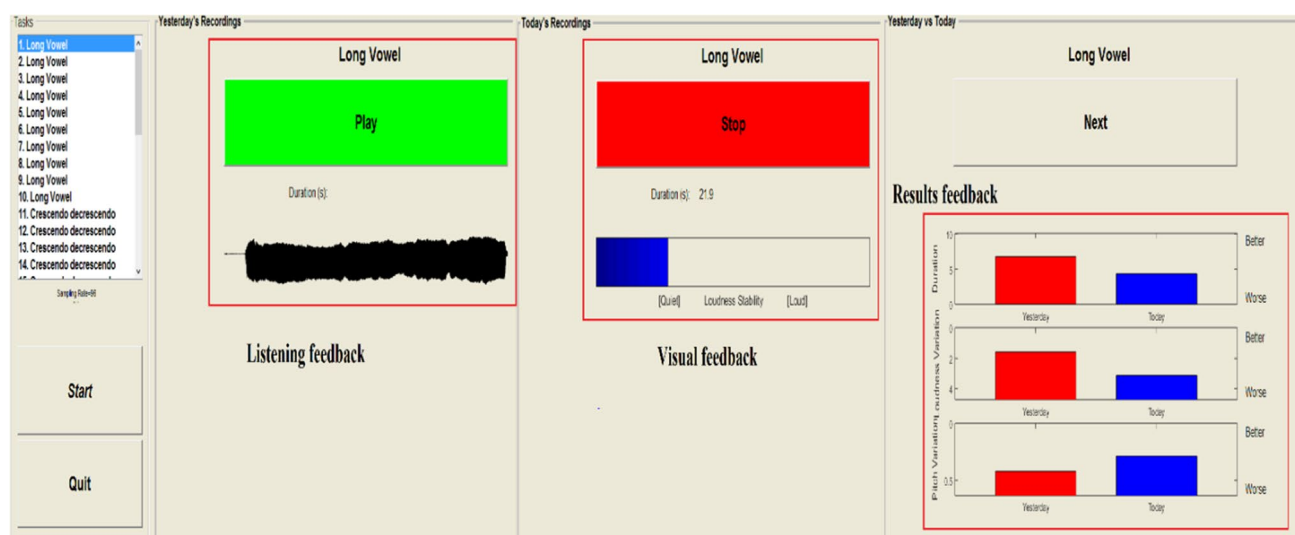 Tasks
1. Long Vowel
2. Long Vowel
3. Long Vowel
4. Long Vowel
5. Long Vowel
6. Long Vowel
7. Long Vowel
8. Long Vowel
9. Long Vowel
10. Long Vowel
11. Crescendo decrescendo
12. Crescendo decrescendo
13. Crescendo decrescendo
14. Crescendo decrescendo
Sampling Rate=96
Start
Quit
Yesterday's Recordings
Long Vowel
Play
Duration (s):
Listening feedback
Today's Recordings
Long Vowel
Stop
Duration (s): 21.9
[Quiet] Loudness Stability [Loud]
Visual feedback
Yesterday vs Today
Long Vowel
Next
Results feedback
Duration
10
5
0
Better
Worse
Yesterday Today
Loudness Variation
0
2
4
Better
Worse
Yesterday Today
Pitch Variation
0
0.5
Better
Worse
Yesterday Today